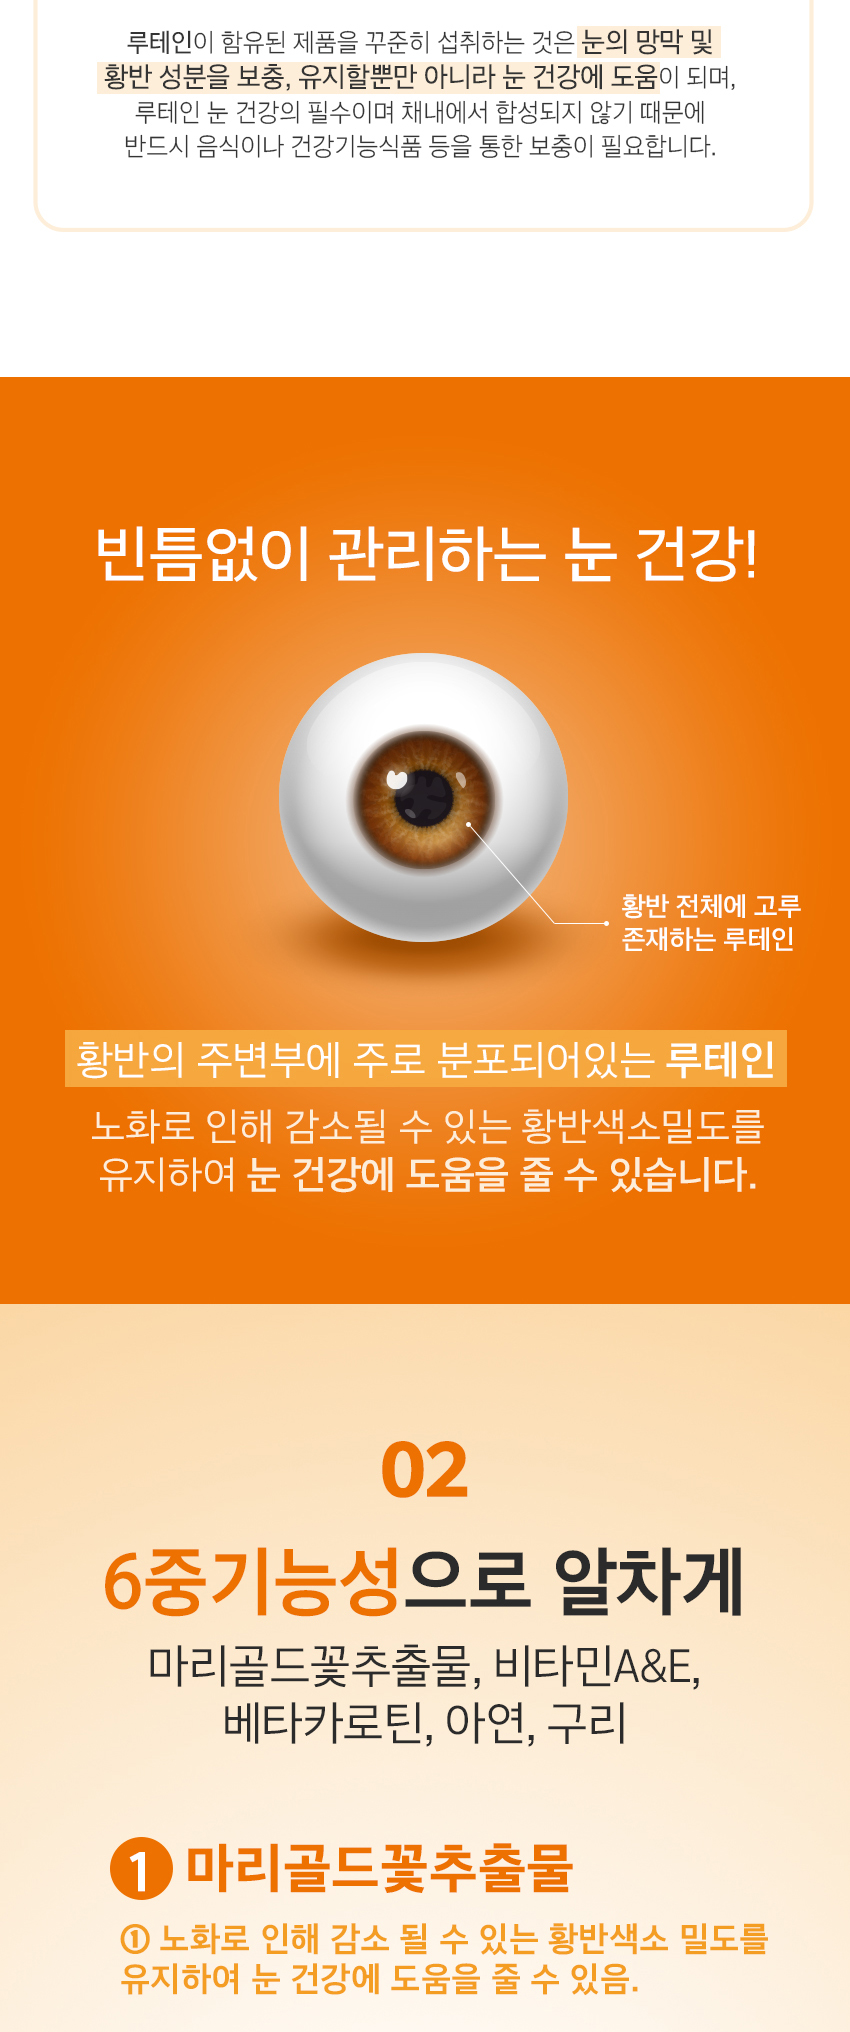 루테인이 함유된 제품을 꾸준히 섭취하는 것은 눈의 망막 및
황반 성분을 보충, 유지할뿐만 아니라 눈 건강에 도움이 되며,
루테인 눈 건강의 필수이며 채내에서 합성되지 않기 때문에
반드시 음식이나 건강기능식품 등을 통한 보충이 필요합니다.
빈틈없이 관리하는 눈 건강!
황반 전체에 고루
존재하는 루테인
황반의 주변부에 주로 분포되어있는 루테인
노화로 인해 감소될 수 있는 황반색소밀도를
유지하여 눈 건강에 도움을 줄 수 있습니다.
02
6중기능성으로 알차게
마리골드꽃추출물, 비타민A&E,
베타카로틴, 아연, 구리
1 마리골드꽃추출물
① 노화로 인해 감소 될 수 있는 황반색소 밀도를
유지하여 눈 건강에 도움을 줄 수 있음.